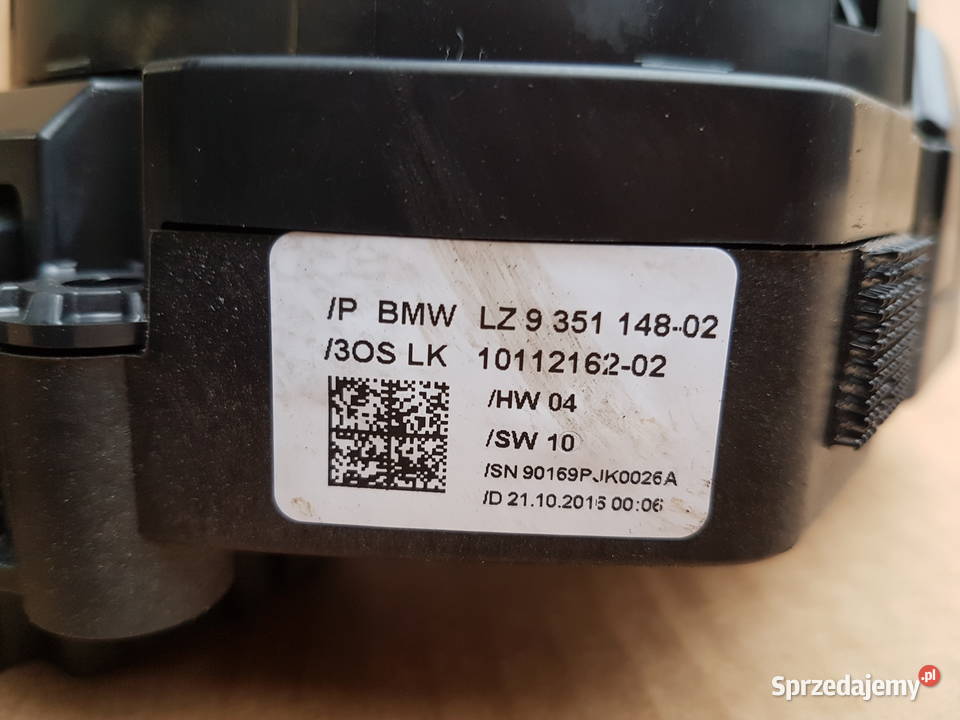 /P BMW LZ 9 351 148-02
/3OS LK 10112162-02
/HW 04
/SW 10
/SN 90169PJK0026A
/D 21.10.2016 00:06
Sprzedajemy.pl